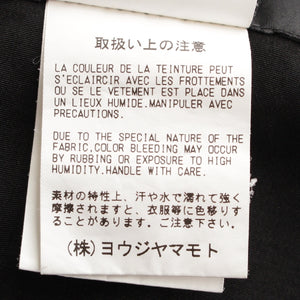 取扱い上の注意
LA COULEUR DE LA TEINTURE PEUT
S'ECLAIRCIR AVEC LES FROTTEMENTS
OU SE LE VETEMENT EST PLACE DANS
UN LIEUX HUMIDE.MANIPULER AVEC
PRECAUTIONS.
DUE TO THE SPECIAL NATURE OF THE
FABRIC,COLOR BLEEDING MAY OCCUR
BY RUBBING OR EXPOSURE TO HIGH
HUMIDITY.HANDLE WITH CARE.
素材の特性上、汗や水で濡れて強く
摩擦されますと、衣服等に色移りす
ることがあります。ご注意下さい。
(株)ヨウジヤマモト